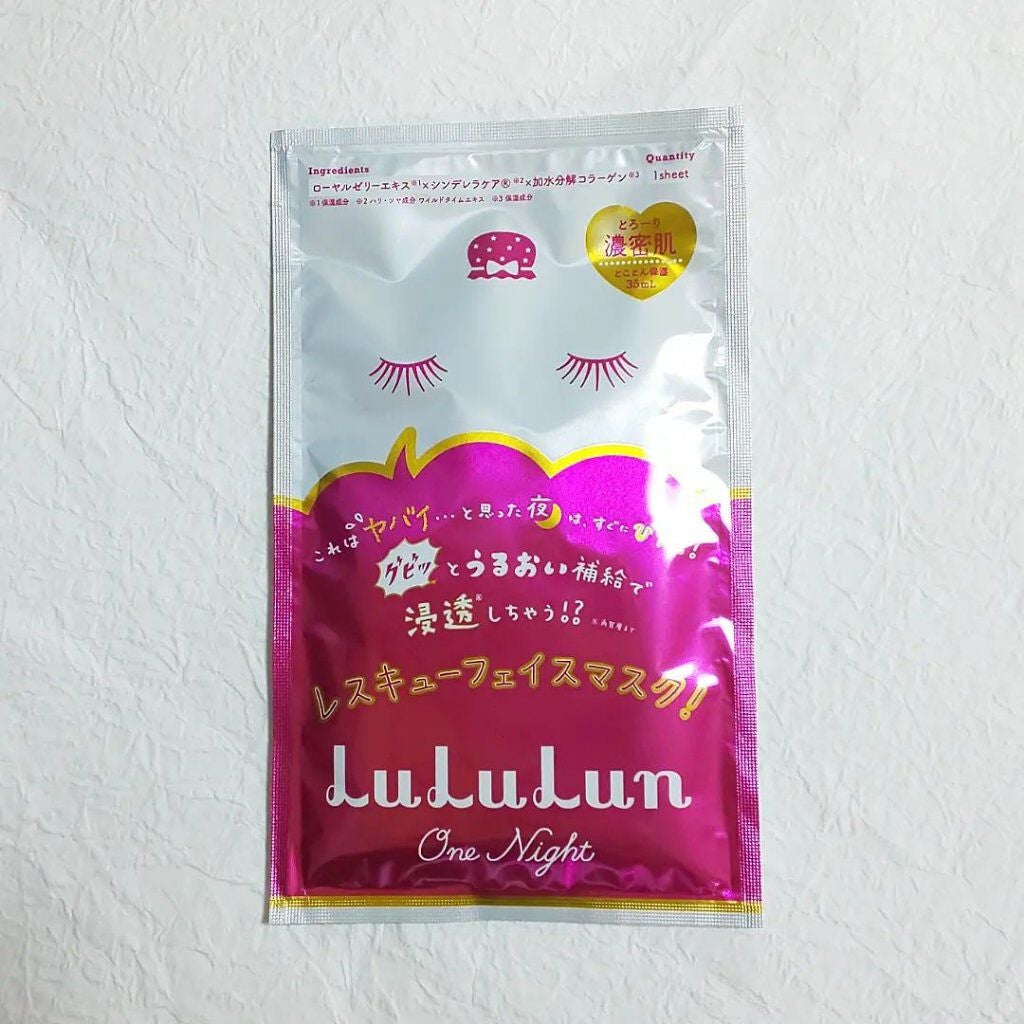 Ingredients
ローヤルゼリーエキス※1×シンデレラケア®※2×加水分解コラーゲン※3
※1 保湿成分 ※2 ハリ・ツヤ成分 ワイルドタイムエキス ※3 保湿成分
Quantity
1sheet
とろーり
濃密肌
とことん保湿
35mL
これは ヤバイ…と思った夜は、すぐに
グビッとうるおい補給で
浸透※しちゃう!? ※角質層まで
レスキューフェイスマスク!
LuLuLun
One Night